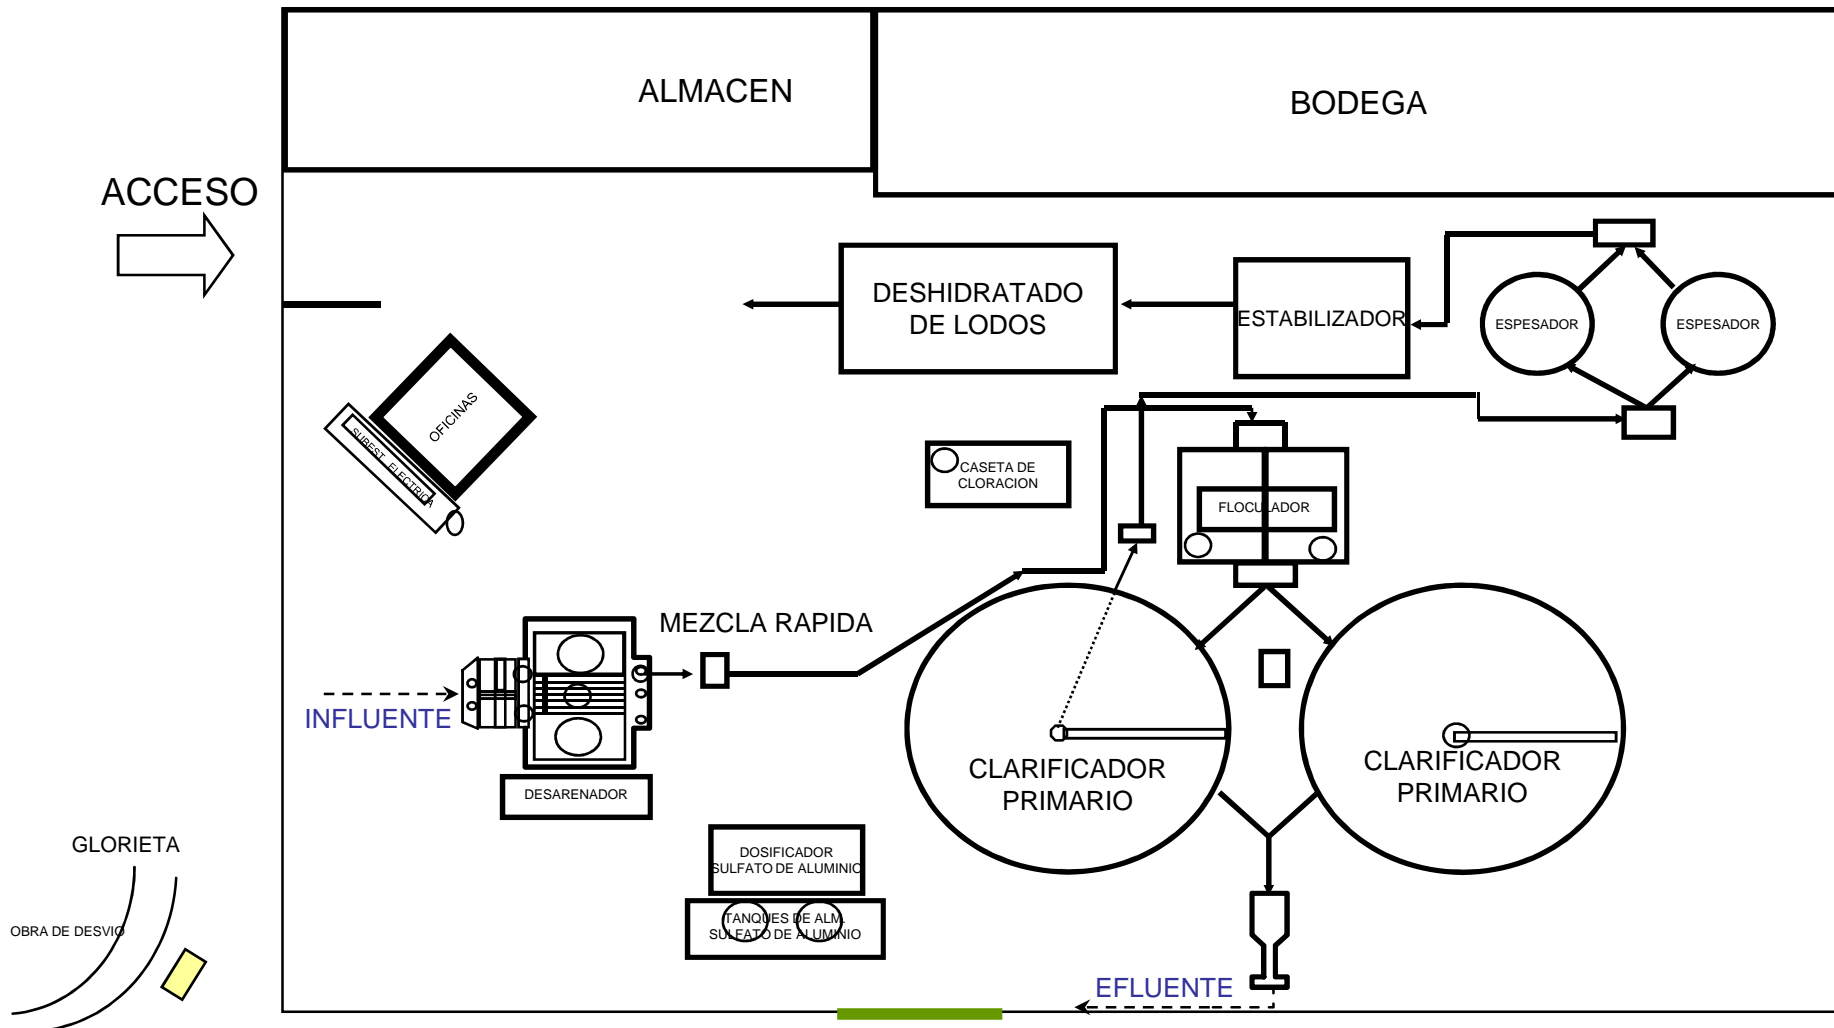 ALMACEN
BODEGA
ACCESO
DESHIDRATADO
DE LODOS
ESTABILIZADOR
ESPESADOR
ESPESADOR
OFICINAS
SUBEST. ELECTRICA
CASETA DE
CLORACION
FLOCULADOR
MEZCLA RAPIDA
INFLUENTE
DESARENADOR
CLARIFICADOR
PRIMARIO
CLARIFICADOR
PRIMARIO
GLORIETA
OBRA DE DESVIO
DOSIFICADOR
SULFATO DE ALUMINIO
TANQUES DE ALM.
SULFATO DE ALUMINIO
EFLUENTE